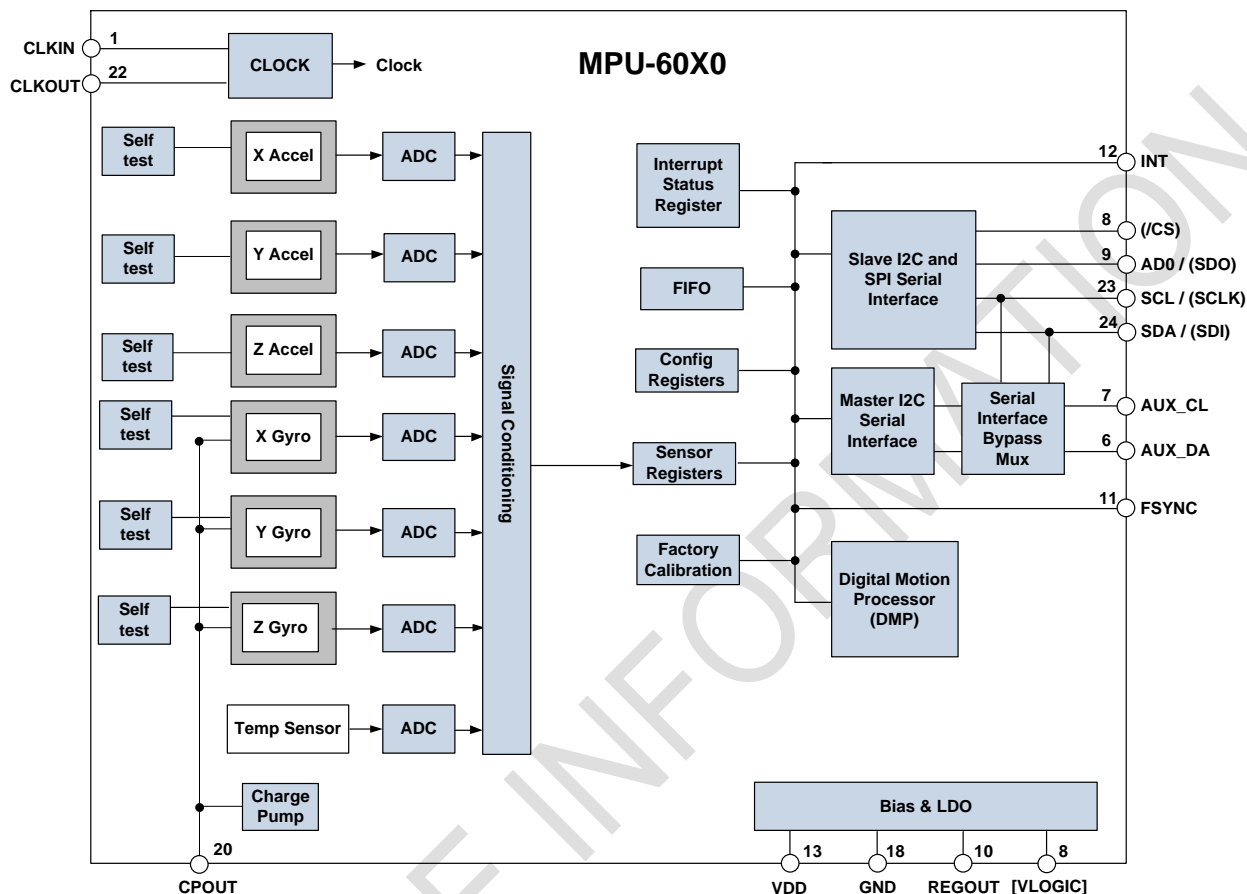 MPU-60X0
CLKIN
1
CLKOUT
22
CLOCK
Clock
Self
test
X Accel
ADC
Self
test
Y Accel
ADC
Self
test
Z Accel
ADC
Self
test
X Gyro
ADC
Self
test
Y Gyro
ADC
Self
test
Z Gyro
ADC
Temp Sensor
ADC
Charge
Pump
20
CPOUT
Signal Conditioning
Interrupt
Status
Register
FIFO
Config
Registers
Sensor
Registers
Factory
Calibration
Slave I2C and
SPI Serial
Interface
Master I2C
Serial
Interface
Serial
Interface
Bypass
Mux
Digital Motion
Processor
(DMP)
12
INT
8
(/CS)
9
AD0 / (SDO)
23
SCL / (SCLK)
24
SDA / (SDI)
7
AUX_CL
6
AUX_DA
11
FSYNC
Bias & LDO
13
VDD
18
GND
10
REGOUT
8
[VLOGIC]
E INFORMATION